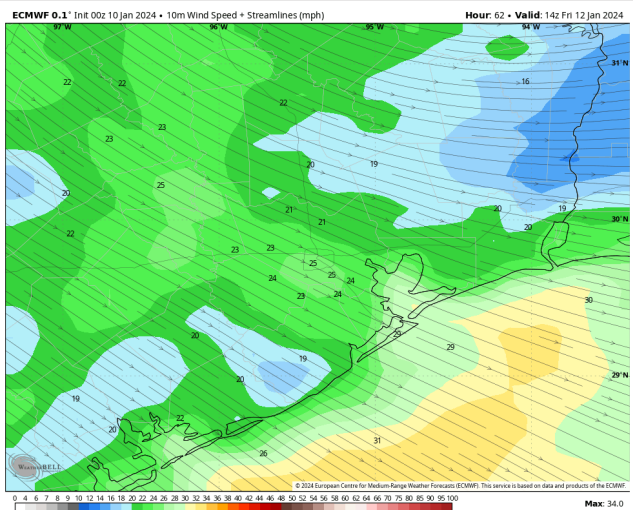 ECMWF 0.1° Init 00z 10 Jan 2024 • 10m Wind Speed + Streamlines (mph)
Hour: 62 • Valid: 14z Fri 12 Jan 2024
97°W 96°W 95°W 94°W
31°N
22 22 16
22
23 23
20 19
25
20
21 20 19
30°N
21 20
22
23 23
25
25
24 24
23 24
30
20 29
29
19
29°N
20
19
22
20
31
26
WeatherBELL
© 2024 European Centre for Medium-Range Weather Forecasts (ECMWF). This service is based on data and products of the ECMWF.
0 4 6 7 8 9 10 12 14 16 18 20 22 24 26 28 30 32 34 36 38 40 42 44 46 48 50 52 54 56 58 60 62 64 66 70 75 80 85 90 95 100
Max: 34.0